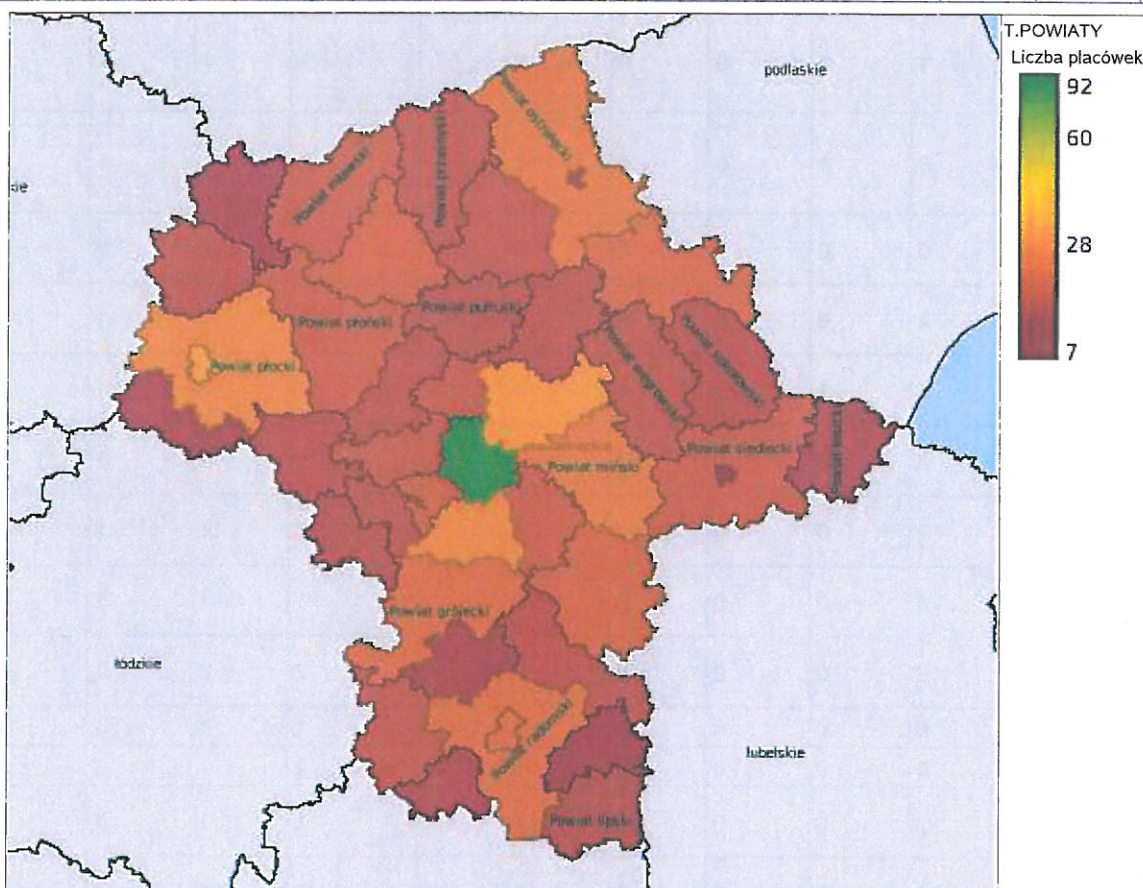 T.POWIATY
Liczba placówek
92
60
28
7
podlaskie
kie
Powiat ostrołęcki
Powiat przasnyski
Powiat mławski
Powiat płoński
Powiat pułtuski
Powiat płocki
Powiat węgrowski
Powiat sokołowski
Powiat miński
Powiat siedlecki
Powiat łosicki
Powiat grójecki
łódzkie
Powiat radomski
lubelskie
Powiat lipski